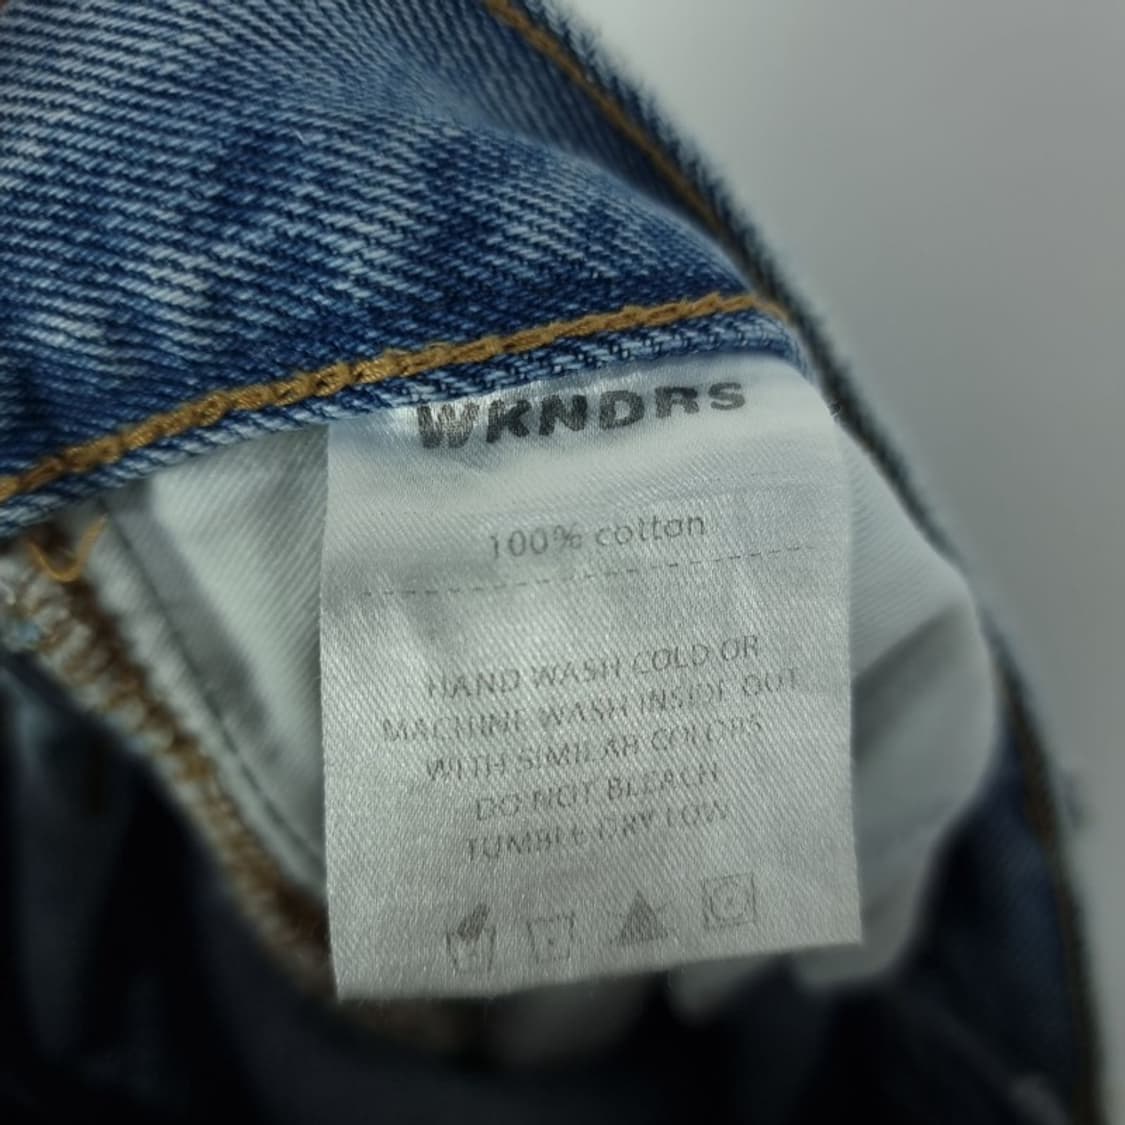 WKNDRS
100% cotton
HAND WASH COLD OR
MACHINE WASH INSIDE OUT
WITH SIMILAR COLORS
DO NOT BLEACH
TUMBLE DRY LOW